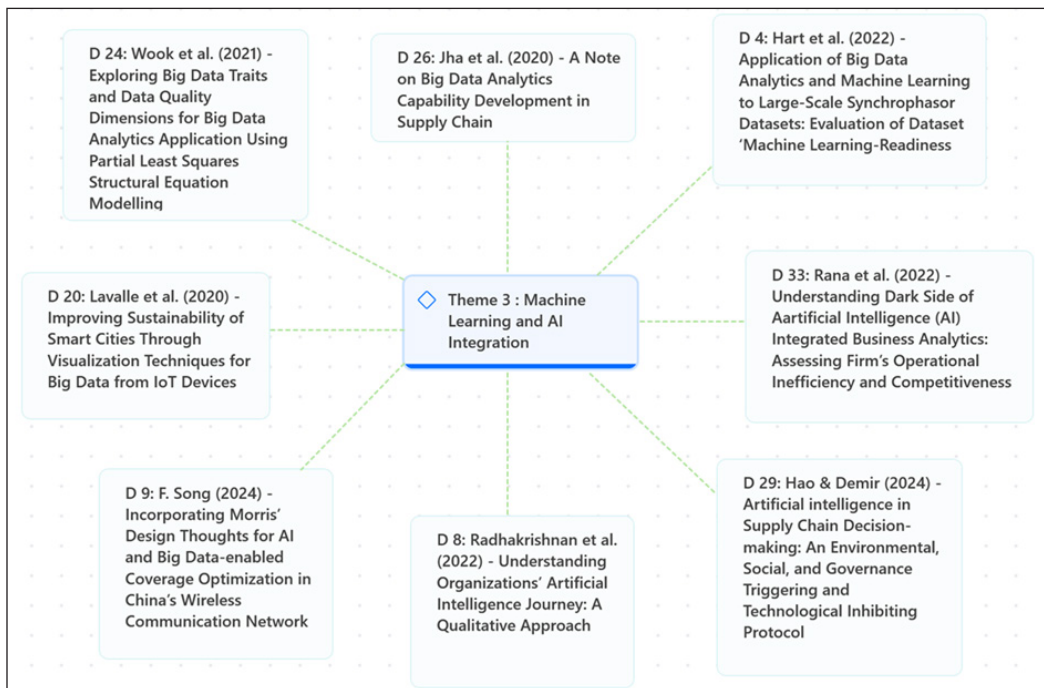 D 24: Wook et al. (2021) -
Exploring Big Data Traits
and Data Quality
Dimensions for Big Data
Analytics Application Using
Partial Least Squares
Structural Equation
Modelling
D 26: Jha et al. (2020) - A Note
on Big Data Analytics
Capability Development in
Supply Chain
D 4: Hart et al. (2022) -
Application of Big Data
Analytics and Machine Learning
to Large-Scale Synchrophasor
Datasets: Evaluation of Dataset
‘Machine Learning-Readiness
D 20: Lavalle et al. (2020) -
Improving Sustainability of
Smart Cities Through
Visualization Techniques for
Big Data from IoT Devices
Theme 3 : Machine
Learning and AI
Integration
D 33: Rana et al. (2022) -
Understanding Dark Side of
Aartificial Intelligence (AI)
Integrated Business Analytics:
Assessing Firm’s Operational
Inefficiency and Competitiveness
D 9: F. Song (2024) -
Incorporating Morris’
Design Thoughts for AI
and Big Data-enabled
Coverage Optimization in
China’s Wireless
Communication Network
D 8: Radhakrishnan et al.
(2022) - Understanding
Organizations’ Artificial
Intelligence Journey: A
Qualitative Approach
D 29: Hao & Demir (2024) -
Artificial intelligence in
Supply Chain Decision-
making: An Environmental,
Social, and Governance
Triggering and
Technological Inhibiting
Protocol